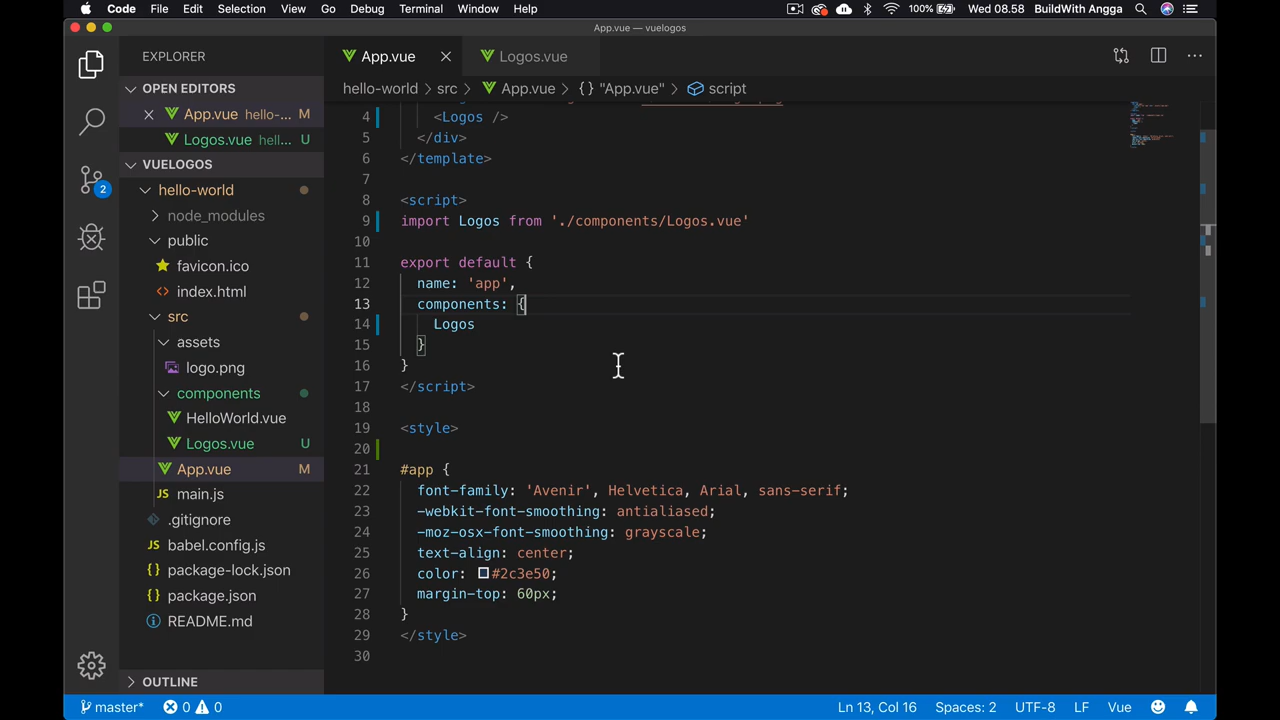 Code File Edit Selection View Go Debug Terminal Window Help 100% Wed 08.58 BuildWith Angga
App.vue — vuelogos
EXPLORER
OPEN EDITORS
App.vue hello-... M
Logos.vue hell... U
VUELOGOS
hello-world
node_modules
public
favicon.ico
index.html
src
assets
logo.png
components
HelloWorld.vue
Logos.vue U
App.vue M
main.js
.gitignore
babel.config.js
package-lock.json
package.json
README.md
OUTLINE
2
App.vue Logos.vue
hello-world > src > App.vue > {} "App.vue" > script
4 <Logos />
5 </div>
6 </template>
7
8 <script>
9 import Logos from './components/Logos.vue'
10
11 export default {
12 name: 'app',
13 components: {
14 Logos
15 }
16 }
17 </script>
18
19 <style>
20
21 #app {
22 font-family: 'Avenir', Helvetica, Arial, sans-serif;
23 -webkit-font-smoothing: antialiased;
24 -moz-osx-font-smoothing: grayscale;
25 text-align: center;
26 color: #2c3e50;
27 margin-top: 60px;
28 }
29 </style>
30
master* 0 0 Ln 13, Col 16 Spaces: 2 UTF-8 LF Vue